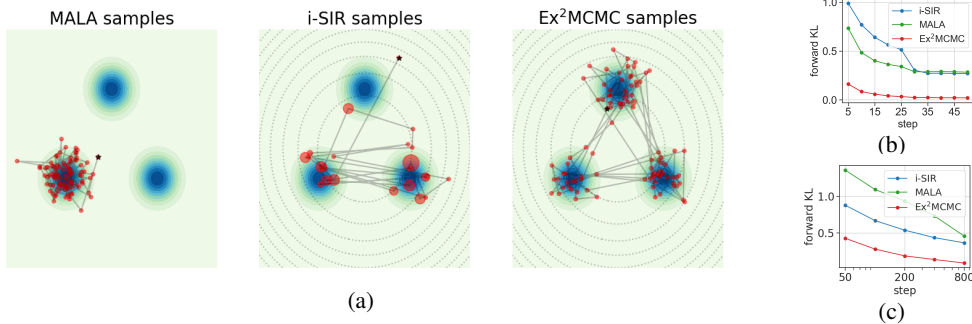 MALA samples
i-SIR samples
Ex²MCMC samples
(a)
forward KL
1.0
0.5
0.0
i-SIR
MALA
Ex²MCMC
5 15 25 35 45
step
(b)
forward KL
1.0
0.5
i-SIR
MALA
Ex²MCMC
50 200 800
step
(c)